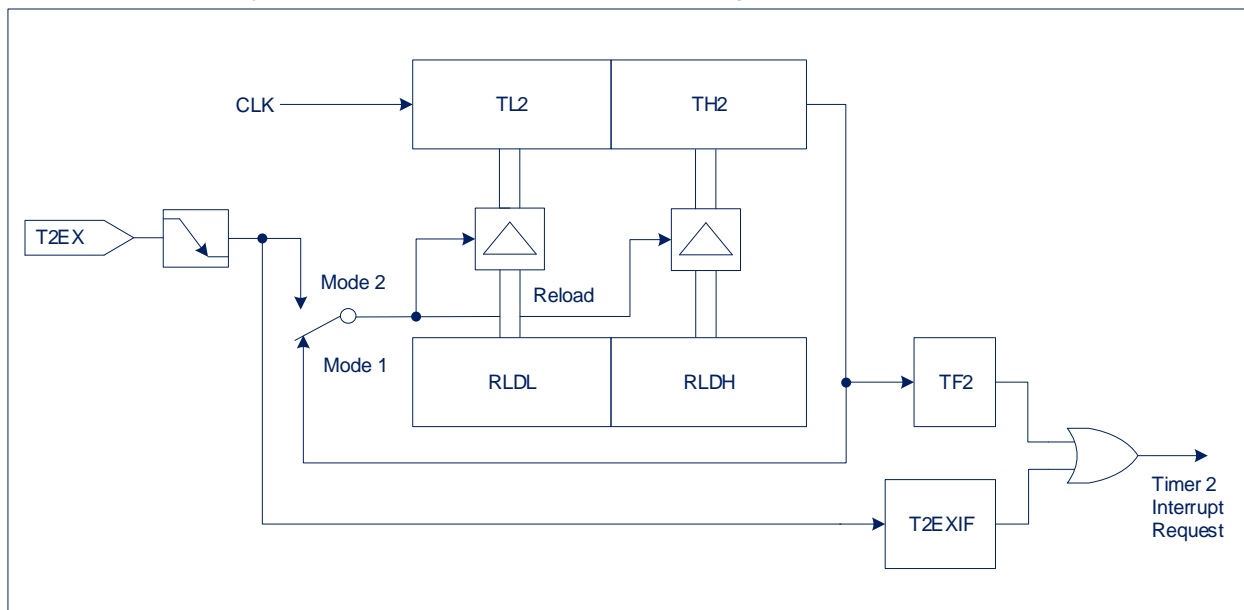 CLK
TL2
TH2
T2EX
Mode 2
Reload
Mode 1
RLDL
RLDH
TF2
T2EXIF
Timer 2
Interrupt
Request